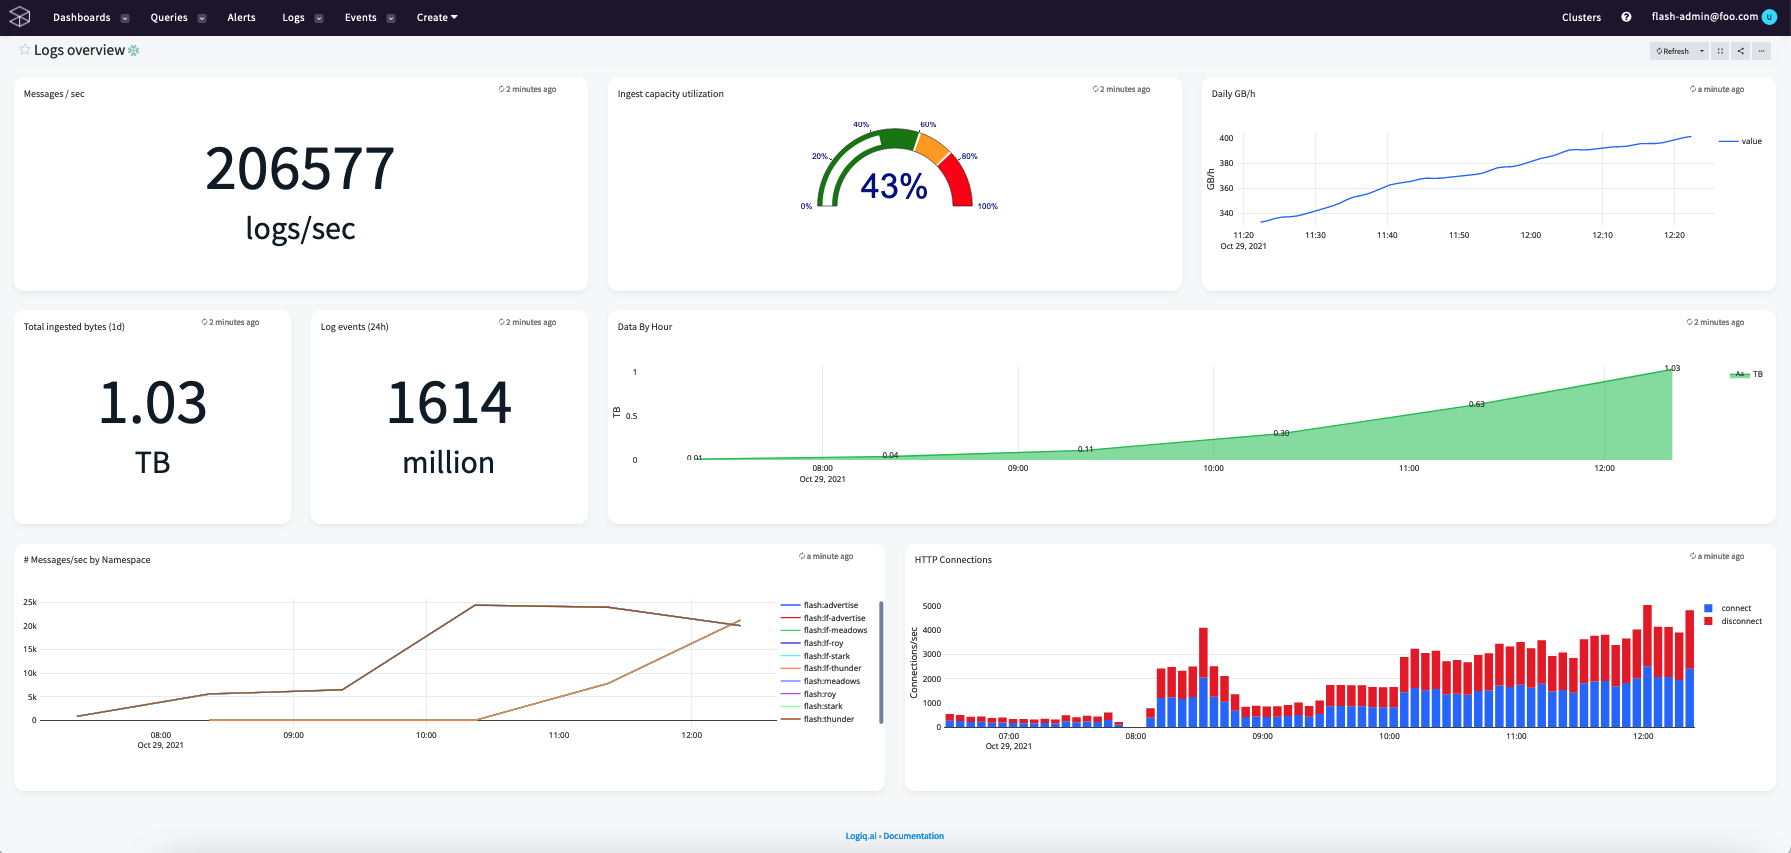 Dashboards Queries Alerts Logs Events Create Clusters flash-admin@foo.com U
Logs overview Refresh
Messages / sec 2 minutes ago
206577
logs/sec
Ingest capacity utilization 2 minutes ago
40% 60%
20% 80%
43%
0% 100%
Daily GB/h a minute ago
400
380
360
340
GB/h
value
11:20 11:30 11:40 11:50 12:00 12:10 12:20
Oct 29, 2021
Total ingested bytes (1d) 2 minutes ago
1.03
TB
Log events (24h) 2 minutes ago
1614
million
Data By Hour 2 minutes ago
1
0.5
0
TB
0.01 0.04 0.11 0.30 0.63 1.03
Aa TB
08:00 09:00 10:00 11:00 12:00
Oct 29, 2021
# Messages/sec by Namespace a minute ago
25k
20k
15k
10k
5k
0
08:00 09:00 10:00 11:00 12:00
Oct 29, 2021
flash:advertise
flash:lf-advertise
flash:lf-meadows
flash:lf-roy
flash:lf-stark
flash:lf-thunder
flash:meadows
flash:roy
flash:stark
flash:thunder
HTTP Connections a minute ago
5000
4000
3000
2000
1000
0
Connections/sec
connect
disconnect
07:00 08:00 09:00 10:00 11:00 12:00
Oct 29, 2021
Logiq.ai • Documentation